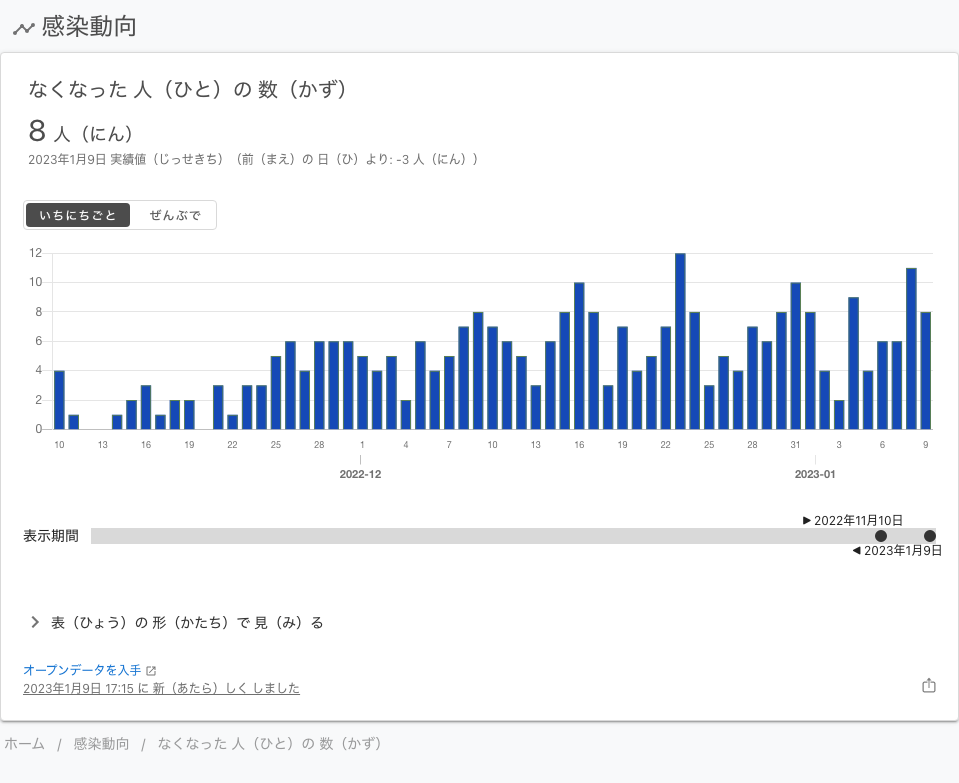 感染動向
なくなった 人（ひと）の 数（かず）
8 人（にん）
2023年1月9日 実績値（じっせきち）（前（まえ）の 日（ひ）より: -3 人（にん））
いちにちごと ぜんぶで
12
10
8
6
4
2
0
10 13 16 19 22 25 28 1 4 7 10 13 16 19 22 25 28 31 3 6 9
2022-12 2023-01
▶ 2022年11月10日
表示期間
◀ 2023年1月9日
表（ひょう）の 形（かたち）で 見（み）る
オープンデータを入手
2023年1月9日 17:15 に 新（あたら）しく しました
ホーム / 感染動向 / なくなった 人（ひと）の 数（かず）